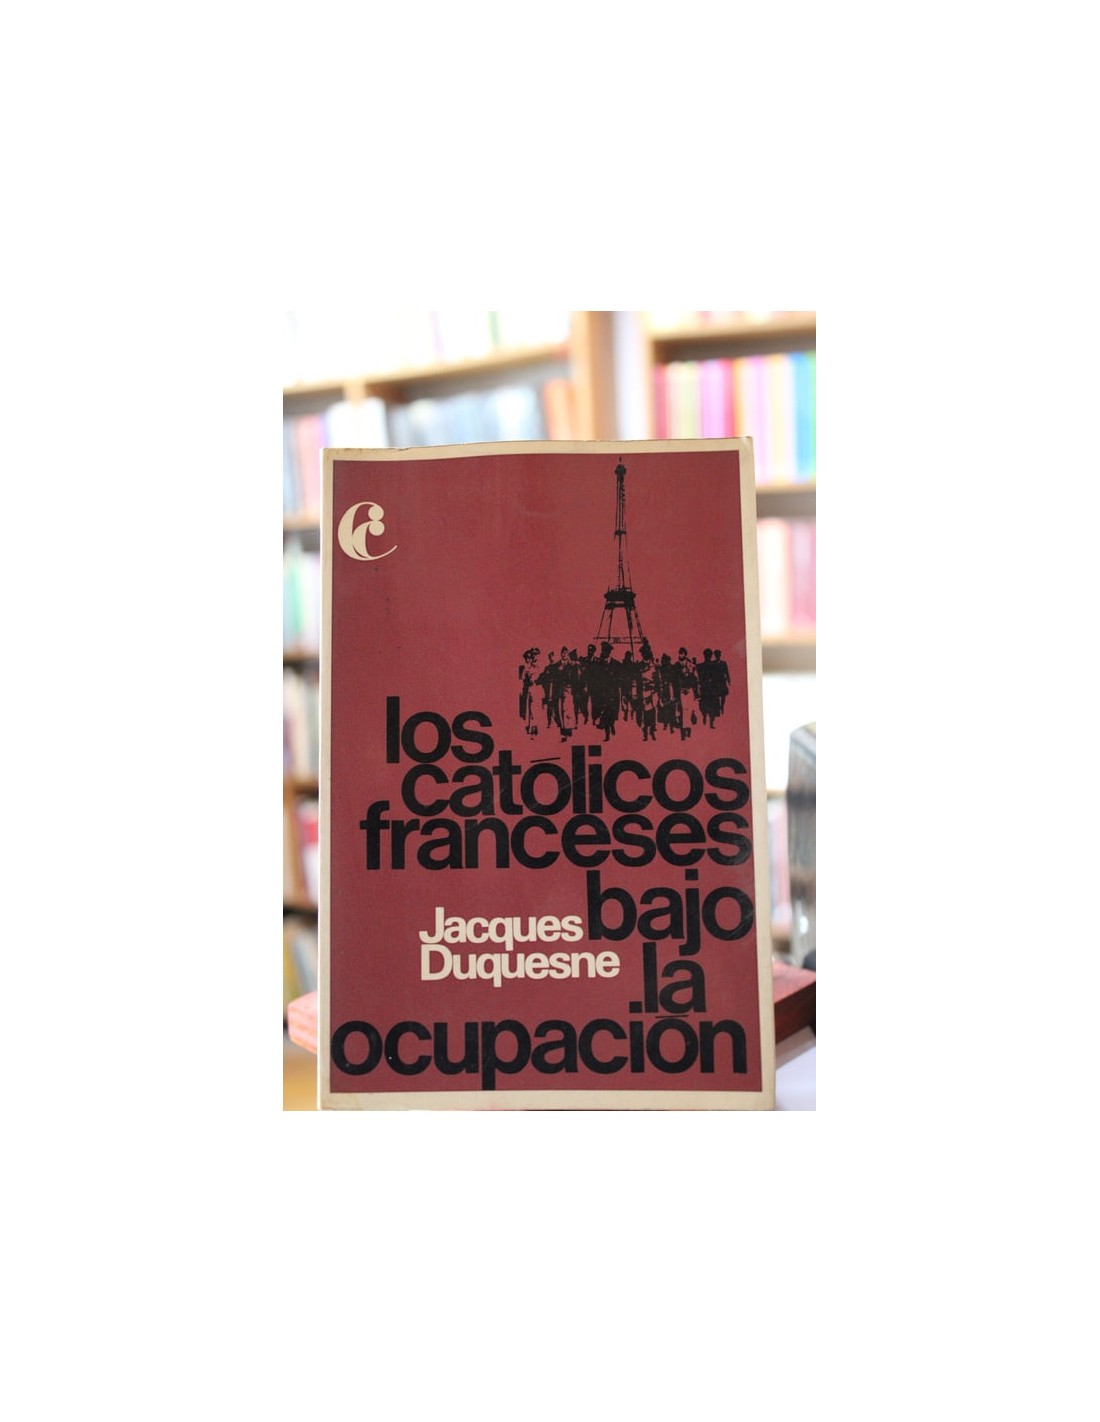 los
católicos
franceses
bajo
Jacques
Duquesne
la
ocupación